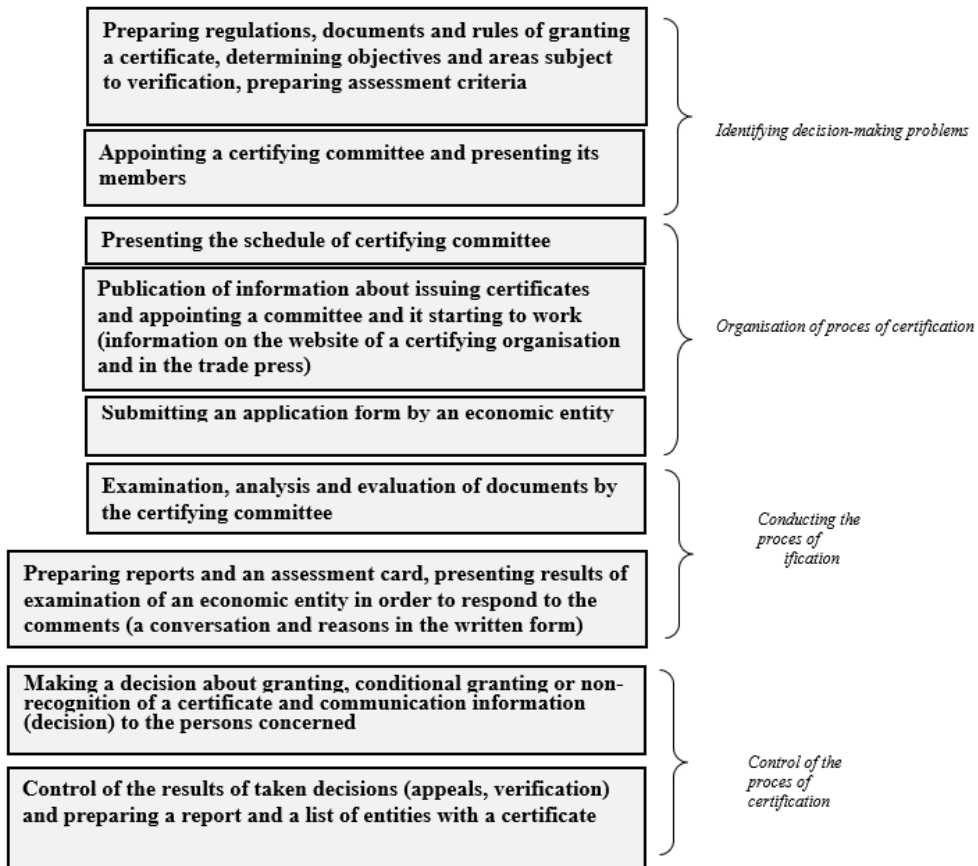 Preparing regulations, documents and rules of granting
a certificate, determining objectives and areas subject
to verification, preparing assessment criteria
Identifying decision-making problems
Appointing a certifying committee and presenting its
members
Presenting the schedule of certifying committee
Publication of information about issuing certificates
and appointing a committee and it starting to work
(information on the website of a certifying organisation
and in the trade press)
Organisation of proces of certification
Submitting an application form by an economic entity
Examination, analysis and evaluation of documents by
the certifying committee
Conducting the
proces of
ification
Preparing reports and an assessment card, presenting results of
examination of an economic entity in order to respond to the
comments (a conversation and reasons in the written form)
Making a decision about granting, conditional granting or non-
recognition of a certificate and communication information
(decision) to the persons concerned
Control of the results of taken decisions (appeals, verification)
and preparing a report and a list of entities with a certificate
Control of the
proces of
certification